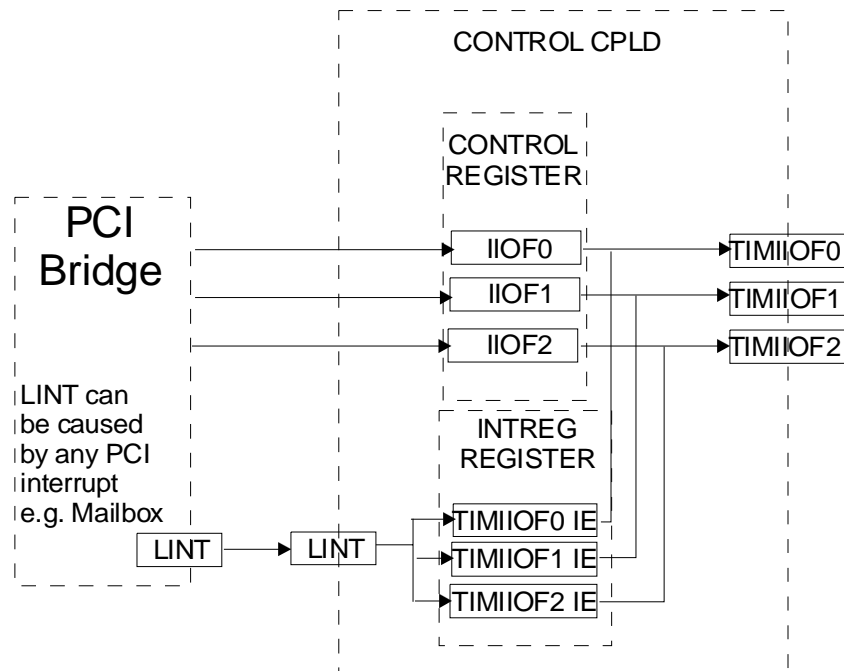 CONTROL CPLD
CONTROL
REGISTER
PCI
Bridge
IIOF0
TIMIIOF0
IIOF1
TIMIIOF1
IIOF2
TIMIIOF2
LINT can
be caused
by any PCI
interrupt
e.g. Mailbox
INTREG
REGISTER
TIMIIOF0 IE
LINT
LINT
TIMIIOF1 IE
TIMIIOF2 IE